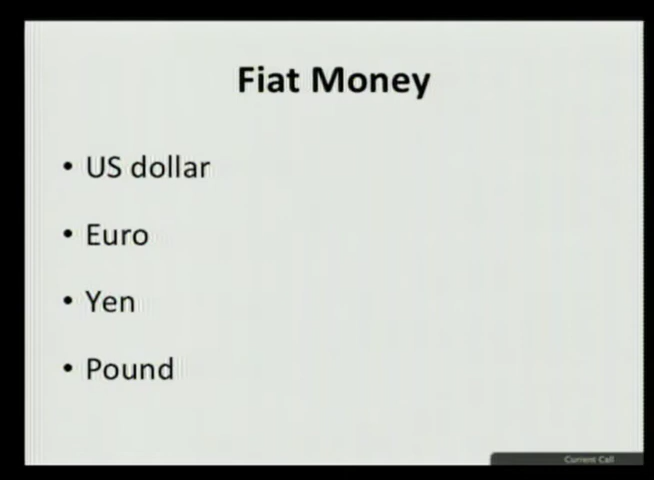 Fiat Money
• US dollar
• Euro
• Yen
• Pound
Current Call